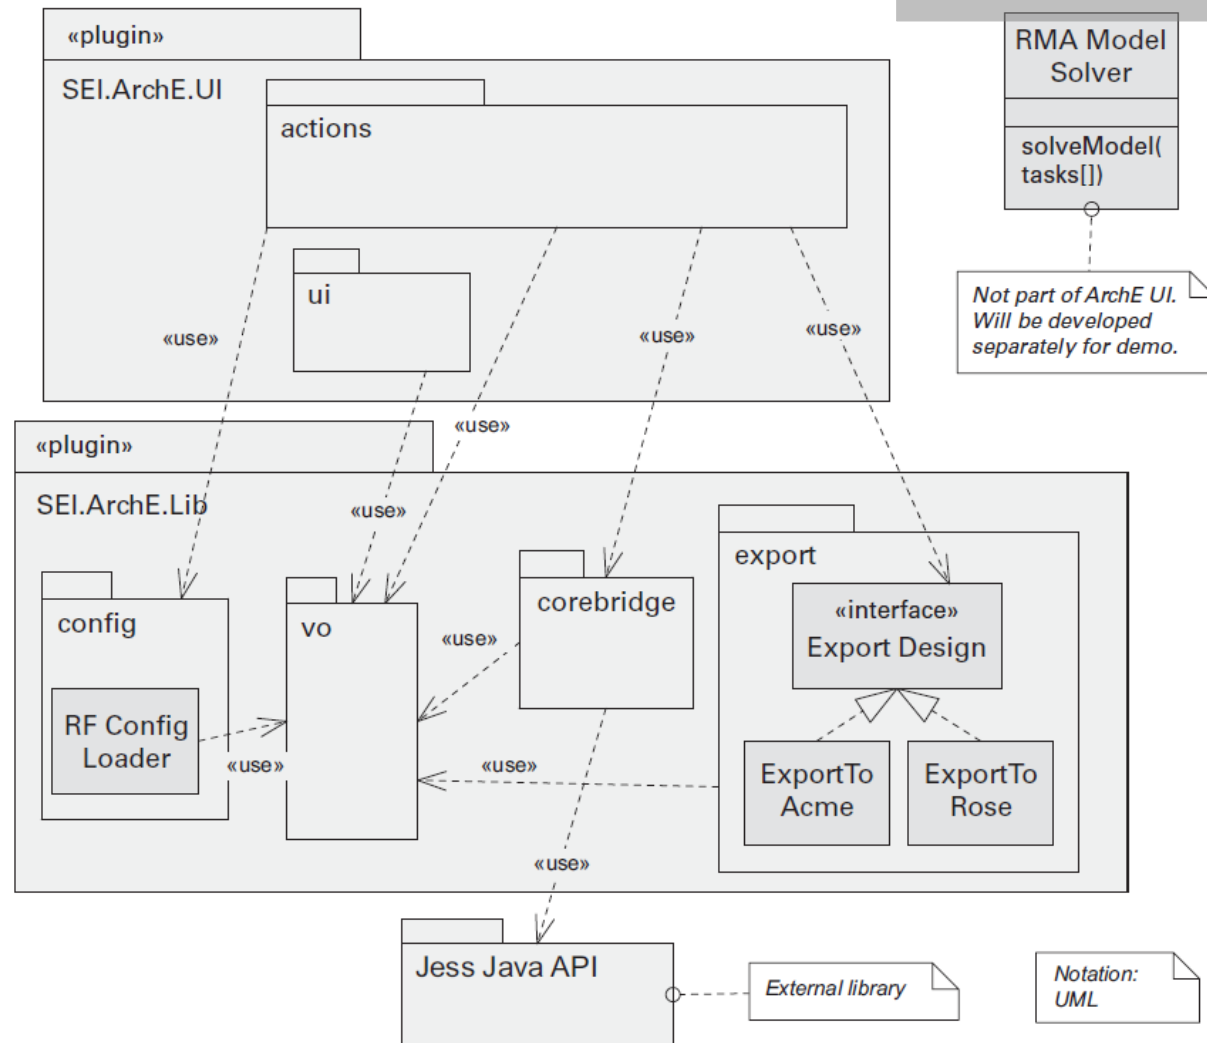 «plugin»
SEI.ArchE.UI
actions
ui
RMA Model
Solver
solveModel(
tasks[])
Not part of ArchE UI.
Will be developed
separately for demo.
«use»
«use»
«use»
«use»
«use»
«plugin»
SEI.ArchE.Lib
config
RF Config
Loader
«use»
vo
«use»
corebridge
«use»
export
«interface»
Export Design
ExportTo
Acme
ExportTo
Rose
«use»
Jess Java API
External library
Notation:
UML